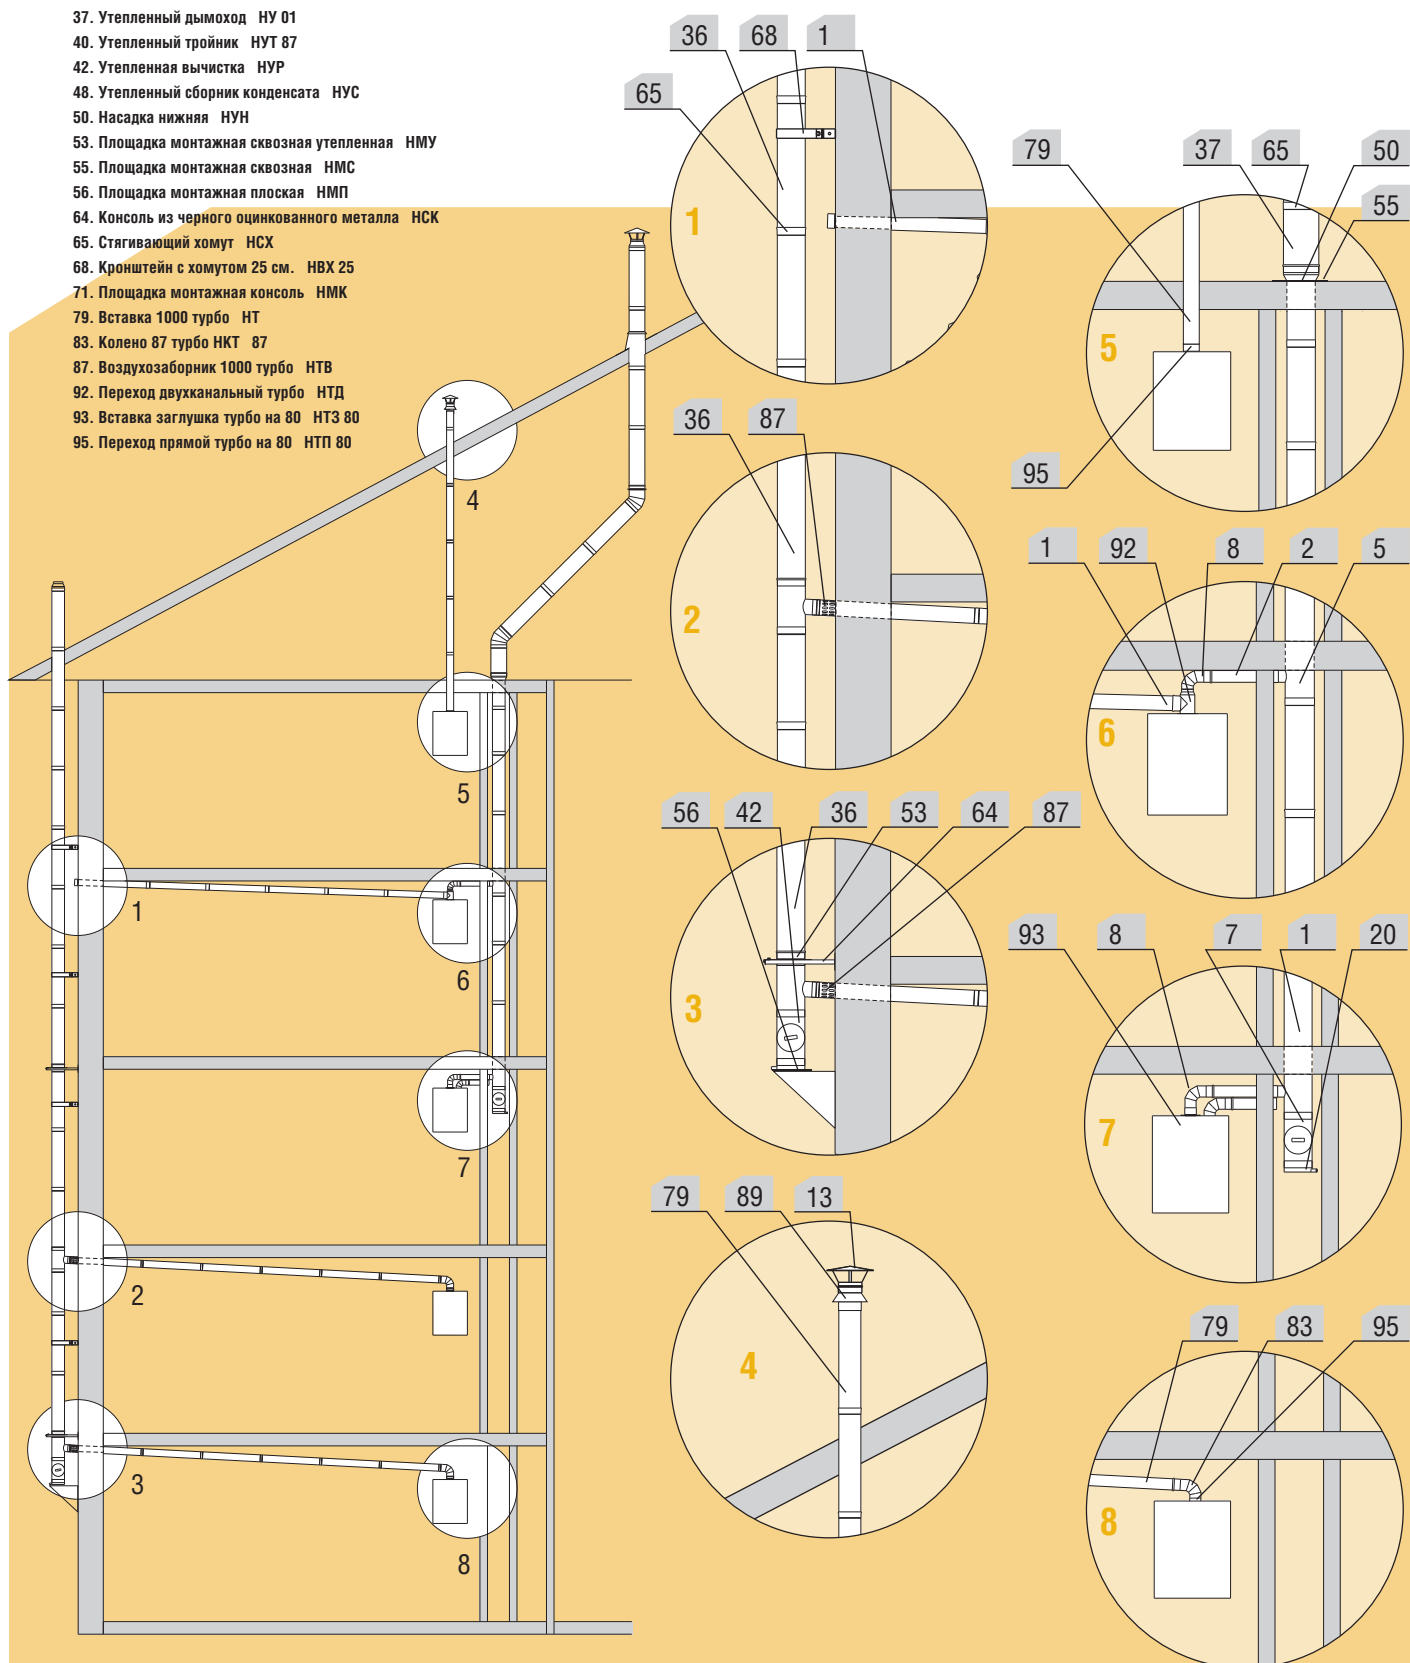 37. Утепленный дымоход НУ 01
40. Утепленный тройник НУТ 87
42. Утепленная вычистка НУР
48. Утепленный сборник конденсата НУС
50. Насадка нижняя НУН
53. Площадка монтажная сквозная утепленная НМУ
55. Площадка монтажная сквозная НМС
56. Площадка монтажная плоская НМП
64. Консоль из черного оцинкованного металла НСК
65. Стягивающий хомут НСХ
68. Кронштейн с хомутом 25 см. НВХ 25
71. Площадка монтажная консоль НМК
79. Вставка 1000 турбо НТ
83. Колено 87 турбо НКТ 87
87. Воздухозаборник 1000 турбо НТВ
92. Переход двухканальный турбо НТД
93. Вставка заглушка турбо на 80 НТЗ 80
95. Переход прямой турбо на 80 НТП 80
4
5
1
6
7
2
3
8
36 68 1
65
1
36 87
2
56 42 36 53 64 87
3
79 89 13
4
79 37 65 50
55
5
95
1 92 8 2 5
6
93 8 7 1 20
7
79 83 95
8